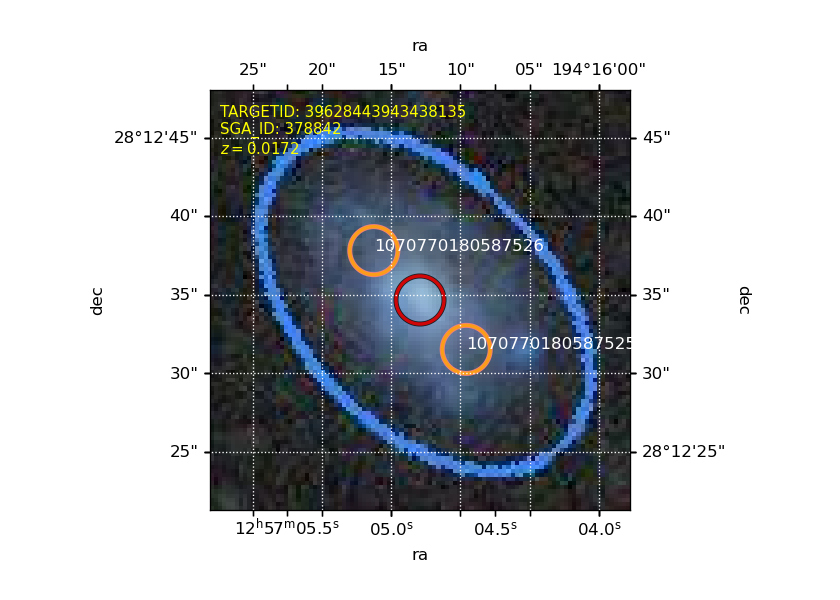 ra
25" 20" 15" 10" 05" 194°16'00"
TARGETID: 39628443943438135
SGA_ID: 378842
z = 0.0172
28°12'45" 45"
40" 40"
1070770180587526
35" 35"
dec dec
1070770180587525
30" 30"
25" 28°12'25"
12h57m05.5s 05.0s 04.5s 04.0s
ra